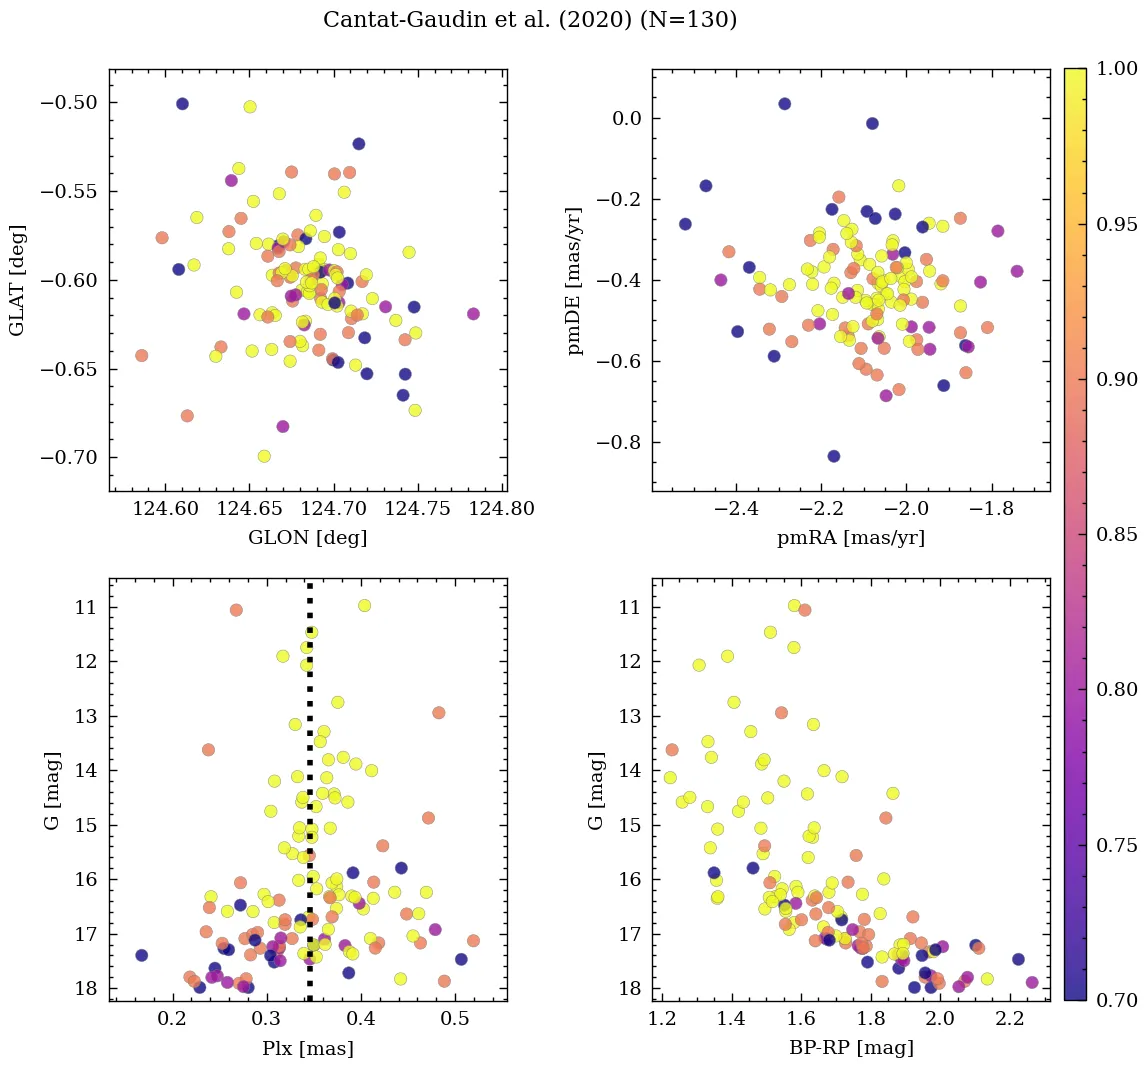 Cantat-Gaudin et al. (2020) (N=130)
−0.50
−0.55
−0.60
−0.65
−0.70
GLAT [deg]
124.60 124.65 124.70 124.75 124.80
GLON [deg]
0.0
−0.2
−0.4
−0.6
−0.8
pmDE [mas/yr]
−2.4 −2.2 −2.0 −1.8
pmRA [mas/yr]
1.00
0.95
0.90
0.85
0.80
0.75
0.70
11
12
13
14
15
16
17
18
G [mag]
0.2 0.3 0.4 0.5
Plx [mas]
11
12
13
14
15
16
17
18
G [mag]
1.2 1.4 1.6 1.8 2.0 2.2
BP-RP [mag]